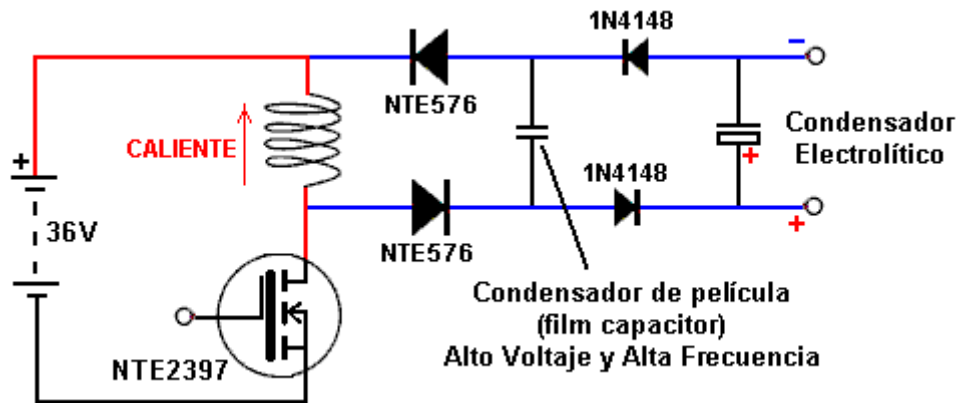 1N4148
−
NTE576
CALIENTE
Condensador
Electrolítico
+
+
1N4148
36V
NTE576
+
Condensador de película
(film capacitor)
Alto Voltaje y Alta Frecuencia
NTE2397